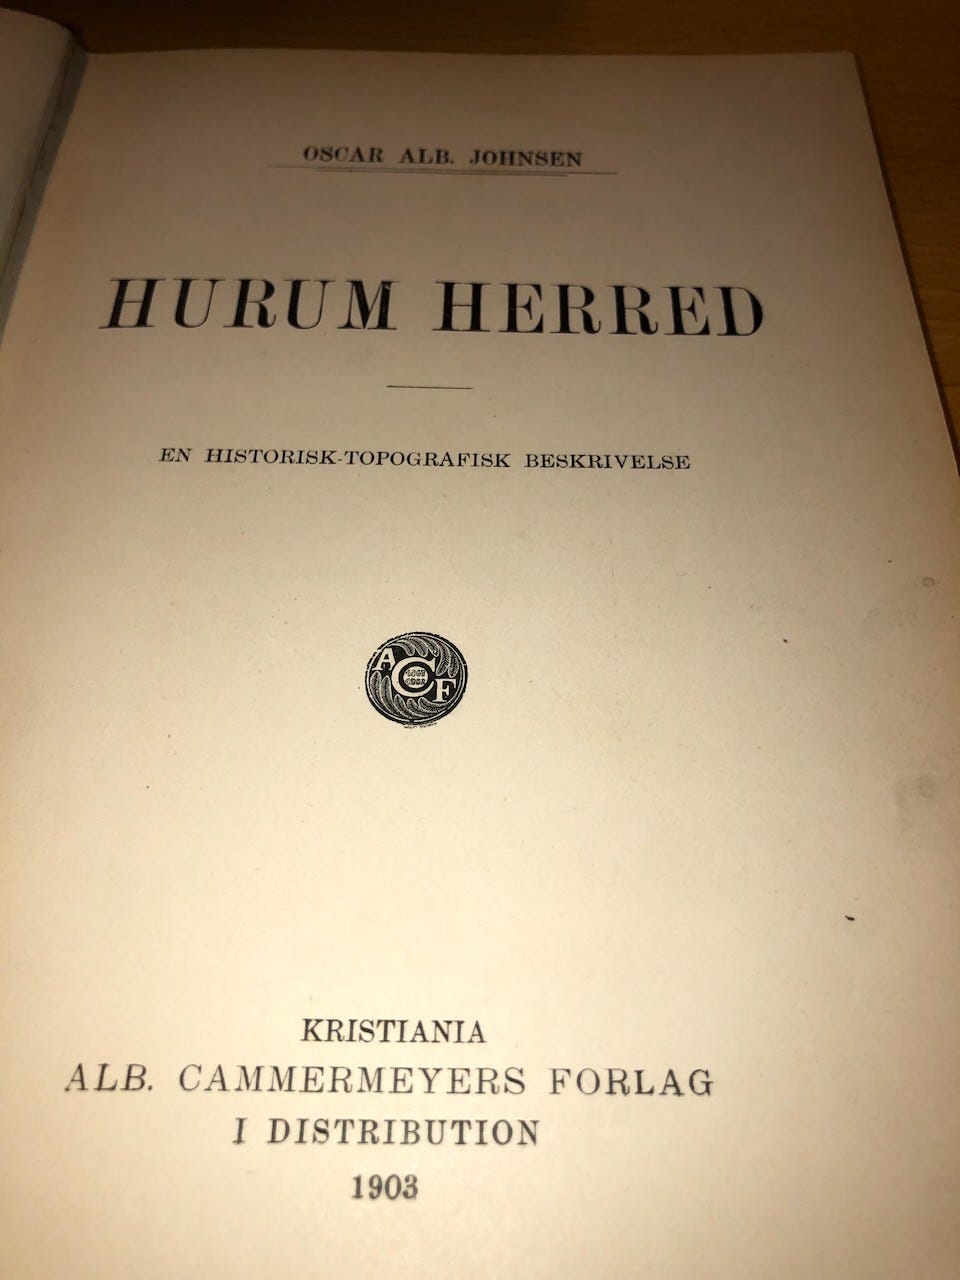 OSCAR ALB. JOHNSEN
HURUM HERRED
EN HISTORISK-TOPOGRAFISK BESKRIVELSE
A C F
KRISTIANIA
ALB. CAMMERMEYERS FORLAG
I DISTRIBUTION
1903